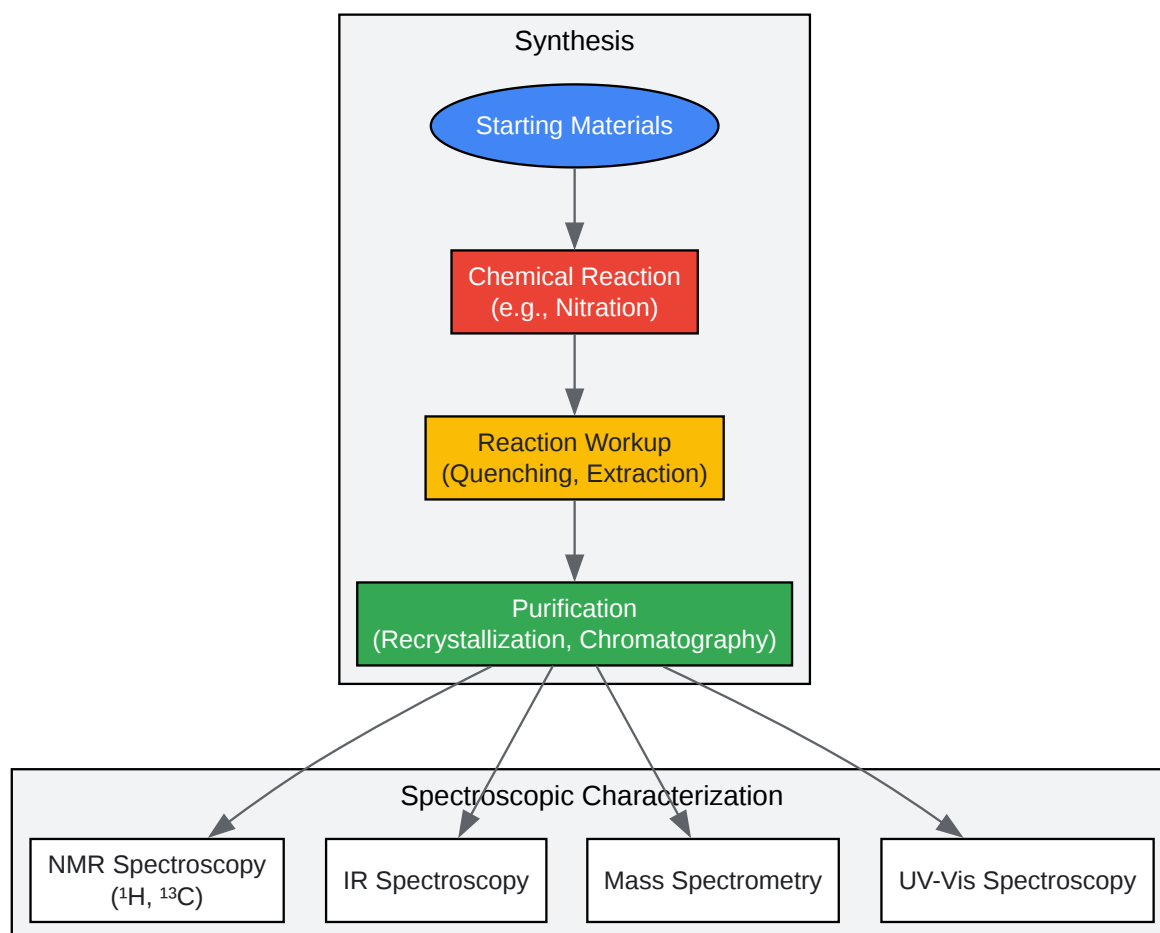 Synthesis
Starting Materials
Chemical Reaction
(e.g., Nitration)
Reaction Workup
(Quenching, Extraction)
Purification
(Recrystallization, Chromatography)
Spectroscopic Characterization
NMR Spectroscopy
(¹H, ¹³C)
IR Spectroscopy
Mass Spectrometry
UV-Vis Spectroscopy